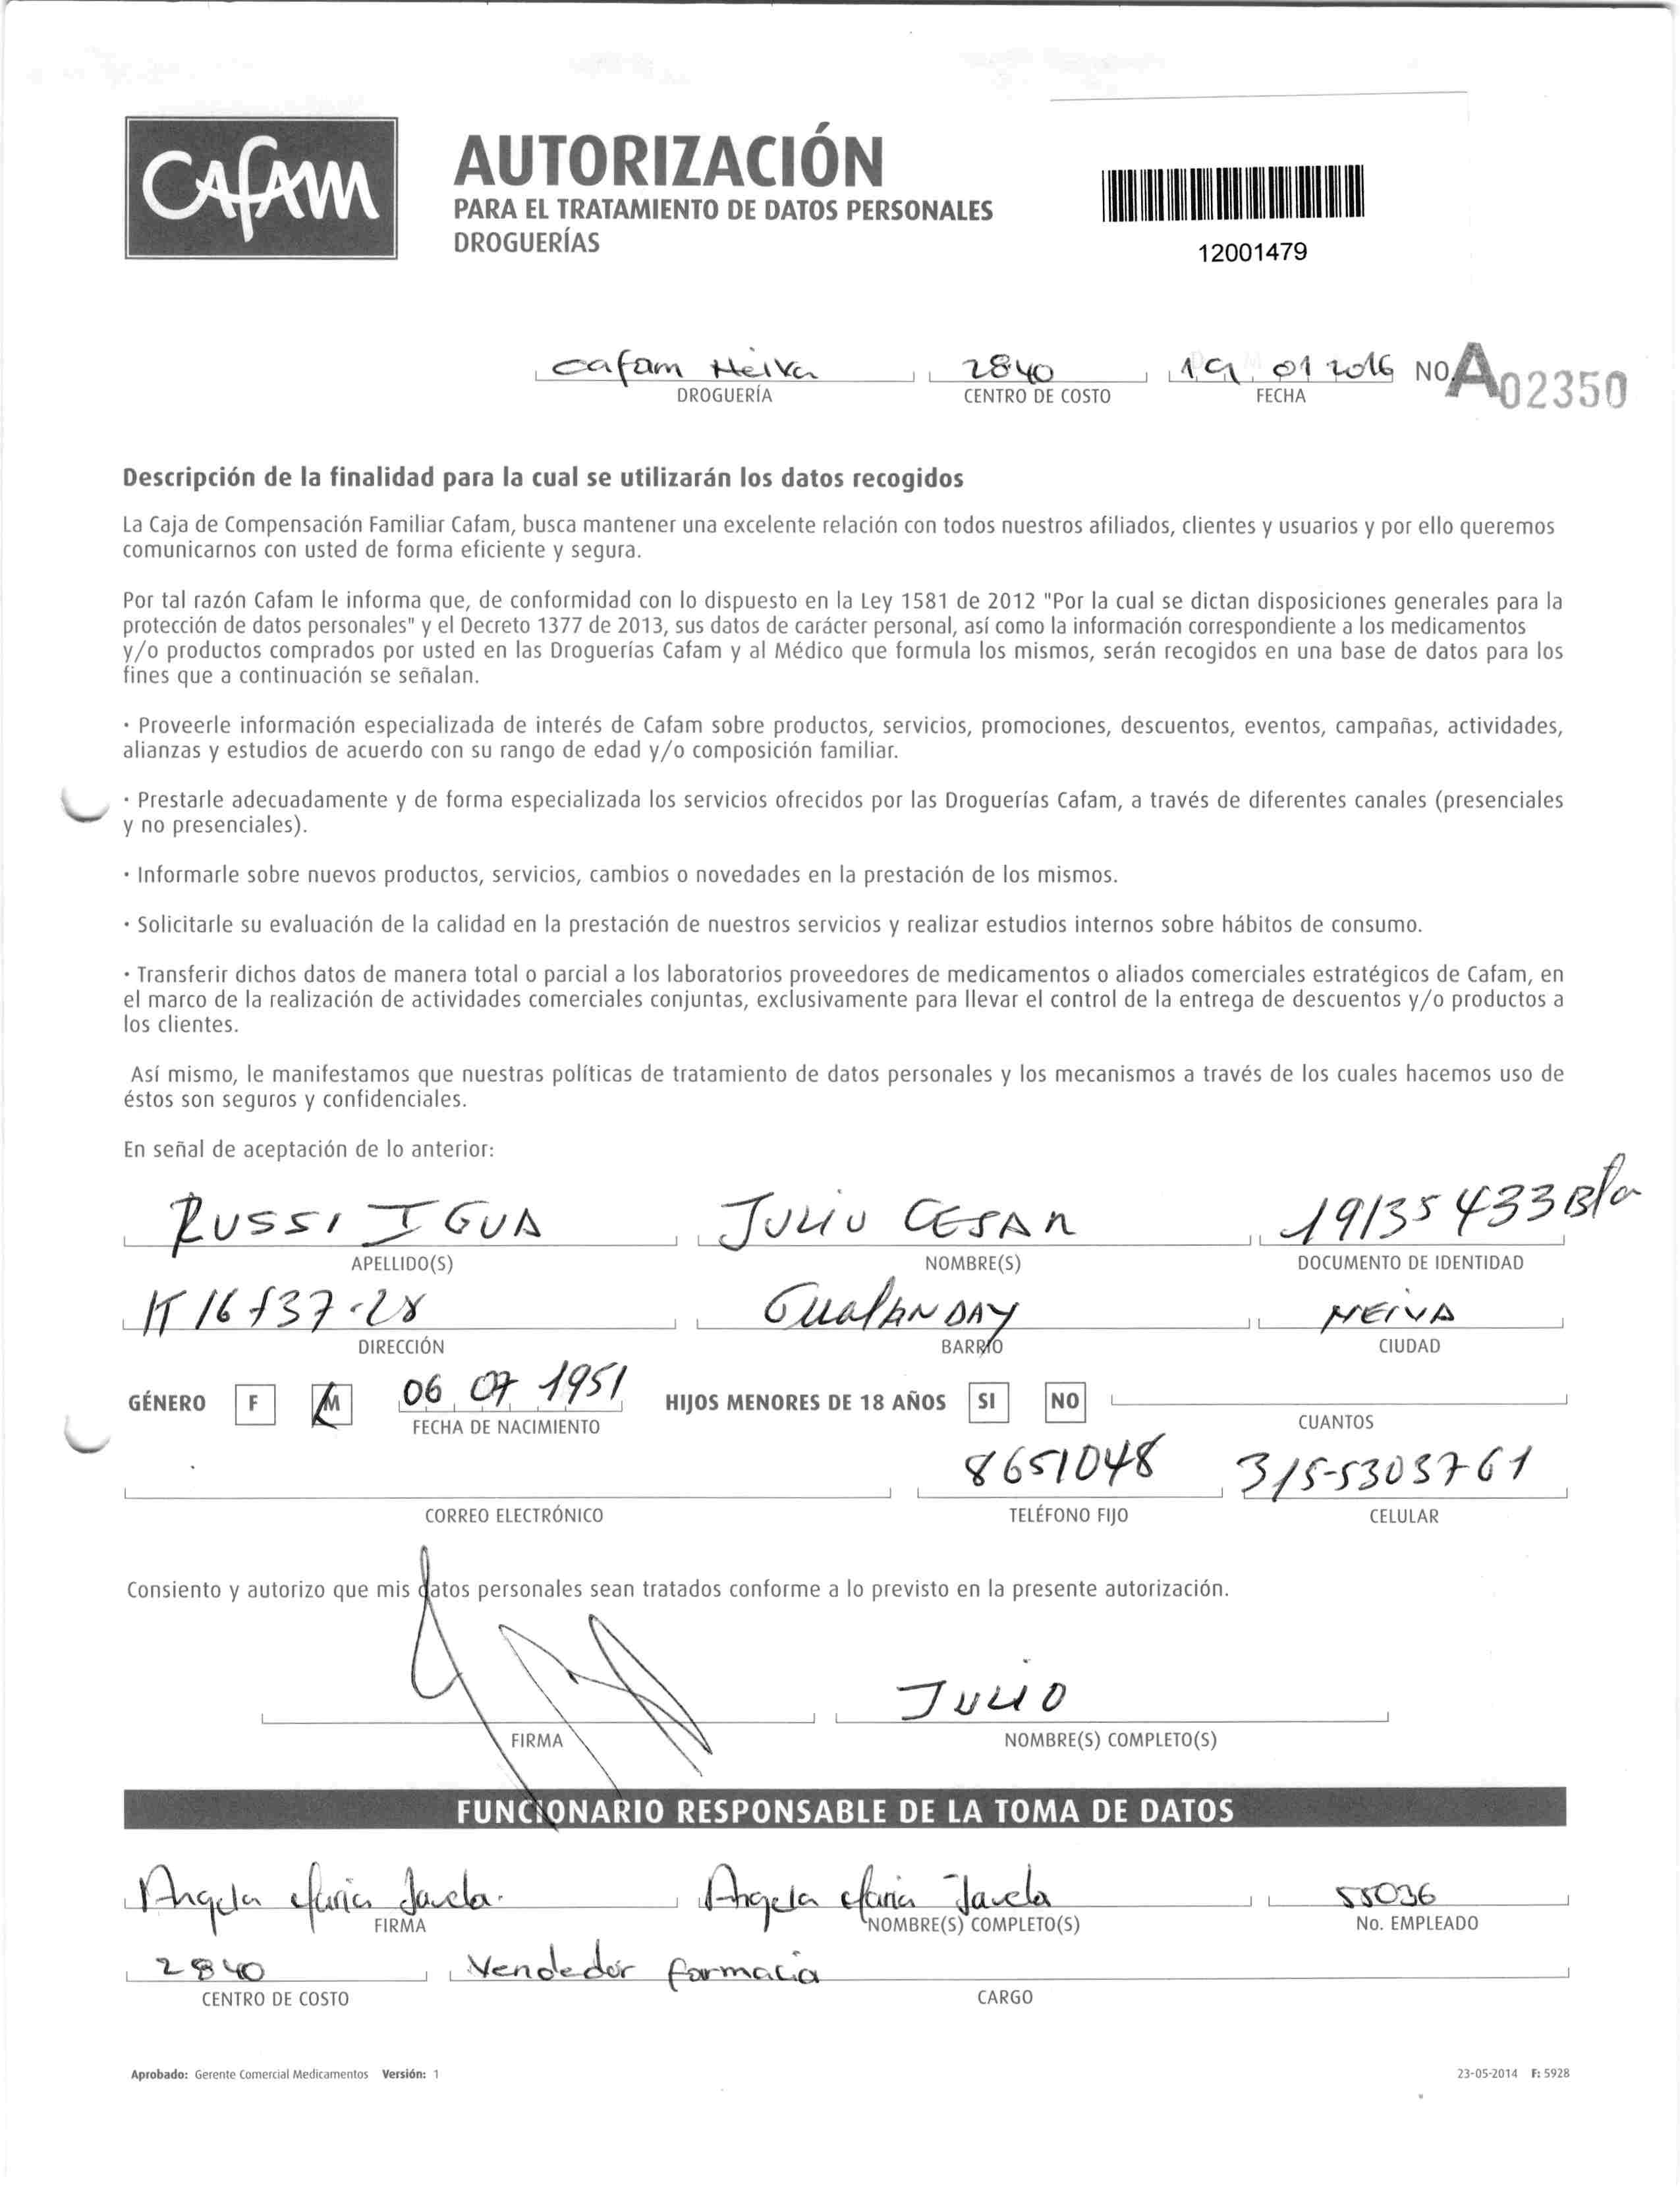 Cafam
AUTORIZACIÓN
PARA EL TRATAMIENTO DE DATOS PERSONALES
DROGUERÍAS
12001479
cafam Neiva 2840 19 01 2016 NO. A02350
DROGUERÍA CENTRO DE COSTO FECHA
Descripción de la finalidad para la cual se utilizarán los datos recogidos
La Caja de Compensación Familiar Cafam, busca mantener una excelente relación con todos nuestros afiliados, clientes y usuarios y por ello queremos
comunicarnos con usted de forma eficiente y segura.
Por tal razón Cafam le informa que, de conformidad con lo dispuesto en la Ley 1581 de 2012 "Por la cual se dictan disposiciones generales para la
protección de datos personales" y el Decreto 1377 de 2013, sus datos de carácter personal, así como la información correspondiente a los medicamentos
y/o productos comprados por usted en las Droguerías Cafam y al Médico que formula los mismos, serán recogidos en una base de datos para los
fines que a continuación se señalan.
· Proveerle información especializada de interés de Cafam sobre productos, servicios, promociones, descuentos, eventos, campañas, actividades,
alianzas y estudios de acuerdo con su rango de edad y/o composición familiar.
· Prestarle adecuadamente y de forma especializada los servicios ofrecidos por las Droguerías Cafam, a través de diferentes canales (presenciales
y no presenciales).
· Informarle sobre nuevos productos, servicios, cambios o novedades en la prestación de los mismos.
· Solicitarle su evaluación de la calidad en la prestación de nuestros servicios y realizar estudios internos sobre hábitos de consumo.
· Transferir dichos datos de manera total o parcial a los laboratorios proveedores de medicamentos o aliados comerciales estratégicos de Cafam, en
el marco de la realización de actividades comerciales conjuntas, exclusivamente para llevar el control de la entrega de descuentos y/o productos a
los clientes.
Así mismo, le manifestamos que nuestras políticas de tratamiento de datos personales y los mecanismos a través de los cuales hacemos uso de
éstos son seguros y confidenciales.
En señal de aceptación de lo anterior:
RUSSI IGUA JULIO CESAR 19135433 B/a
APELLIDO(S) NOMBRE(S) DOCUMENTO DE IDENTIDAD
K 16 #37-28 GUALANDAY NEIVA
DIRECCIÓN BARRIO CIUDAD
GÉNERO F M 06 07 1951 HIJOS MENORES DE 18 AÑOS SI NO
FECHA DE NACIMIENTO CUANTOS
8651048 315-5303761
CORREO ELECTRÓNICO TELÉFONO FIJO CELULAR
Consiento y autorizo que mis datos personales sean tratados conforme a lo previsto en la presente autorización.
JULIO
FIRMA NOMBRE(S) COMPLETO(S)
FUNCIONARIO RESPONSABLE DE LA TOMA DE DATOS
Angela Maria Javela. Angela Maria Javela 55036
FIRMA NOMBRE(S) COMPLETO(S) No. EMPLEADO
2840 Vendedor farmacia
CENTRO DE COSTO CARGO
Aprobado: Gerente Comercial Medicamentos Versión: 1 23-05-2014 F: 5928